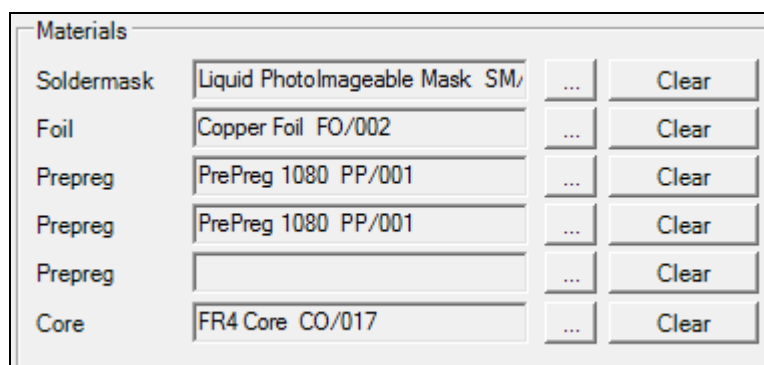 Materials
Soldermask Liquid PhotoImageable Mask SM/ ... Clear
Foil Copper Foil FO/002 ... Clear
Prepreg PrePreg 1080 PP/001 ... Clear
Prepreg PrePreg 1080 PP/001 ... Clear
Prepreg ... Clear
Core FR4 Core CO/017 ... Clear